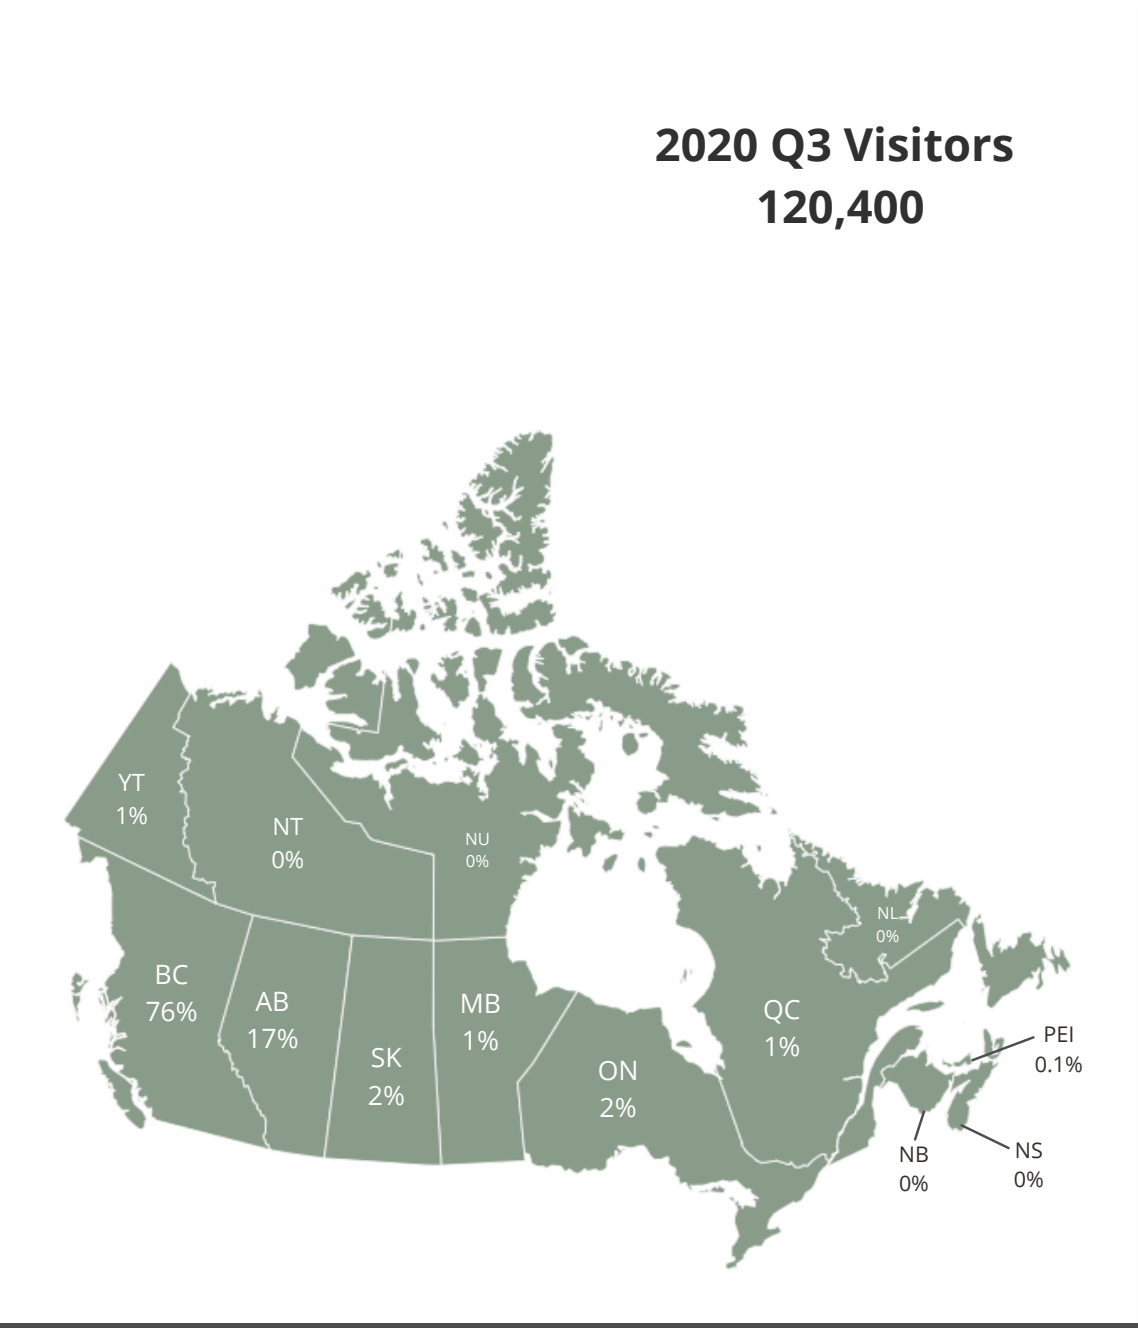 2020 Q3 Visitors
120,400
YT
1%
NT
0%
NU
0%
NL
0%
BC
76%
AB
17%
SK
2%
MB
1%
ON
2%
QC
1%
PEI
0.1%
NB
0%
NS
0%